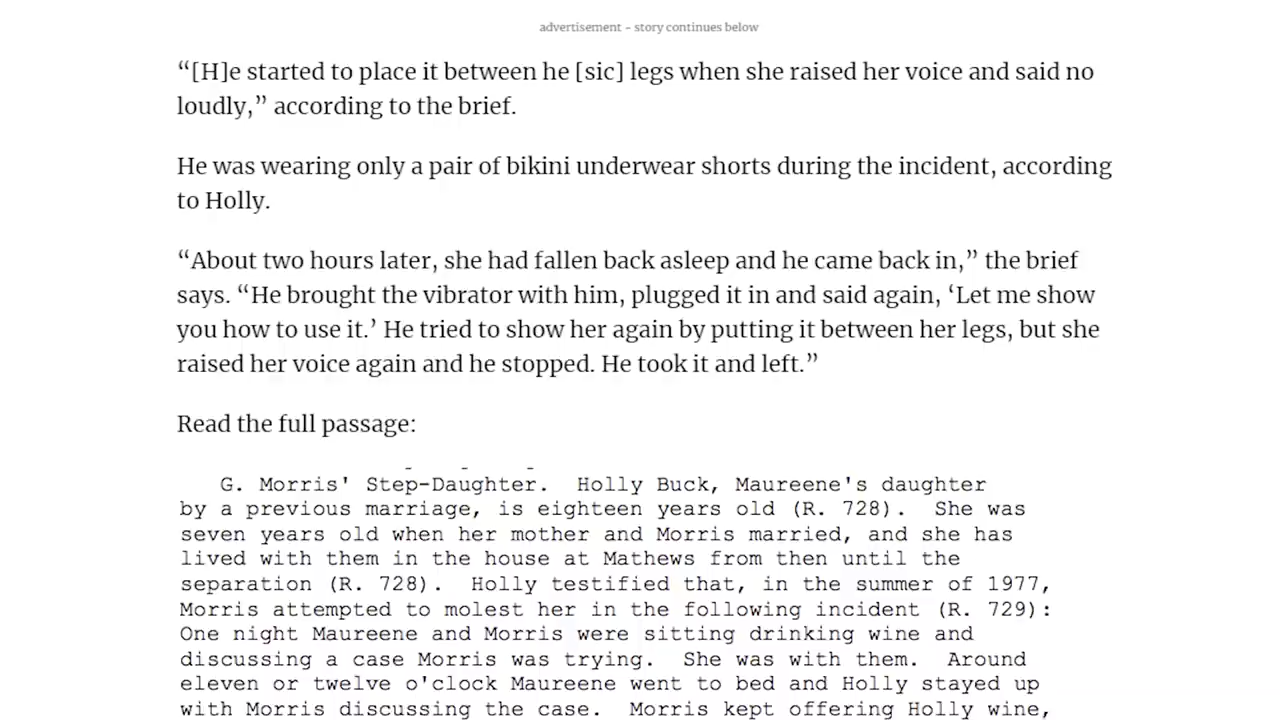 advertisement - story continues below
“[H]e started to place it between he [sic] legs when she raised her voice and said no
loudly,” according to the brief.
He was wearing only a pair of bikini underwear shorts during the incident, according
to Holly.
“About two hours later, she had fallen back asleep and he came back in,” the brief
says. “He brought the vibrator with him, plugged it in and said again, ‘Let me show
you how to use it.’ He tried to show her again by putting it between her legs, but she
raised her voice again and he stopped. He took it and left.”
Read the full passage:
G. Morris' Step-Daughter. Holly Buck, Maureene's daughter
by a previous marriage, is eighteen years old (R. 728). She was
seven years old when her mother and Morris married, and she has
lived with them in the house at Mathews from then until the
separation (R. 728). Holly testified that, in the summer of 1977,
Morris attempted to molest her in the following incident (R. 729):
One night Maureene and Morris were sitting drinking wine and
discussing a case Morris was trying. She was with them. Around
eleven or twelve o'clock Maureene went to bed and Holly stayed up
with Morris discussing the case. Morris kept offering Holly wine,